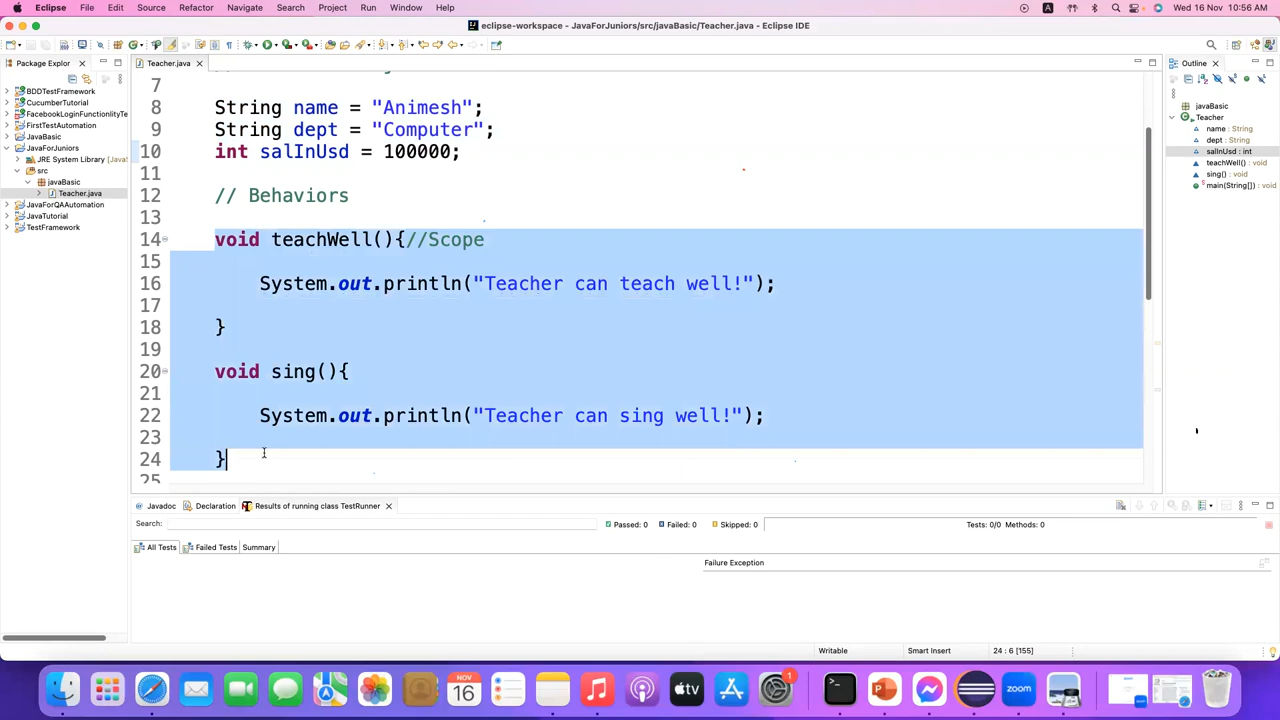 Eclipse File Edit Source Refactor Navigate Search Project Run Window Help
A
Wed 16 Nov 10:56 AM
eclipse-workspace - JavaForJuniors/src/javaBasic/Teacher.java - Eclipse IDE
Package Explor
Teacher.java
Outline
BDDTestFramework
CucumberTutorial
FacebookLoginFunctionlityTe
FirstTestAutomation
JavaBasic
JavaForJuniors
JRE System Library [JavaS
src
javaBasic
Teacher.java
JavaForQAAutomation
JavaTutorial
TestFramework
7
8 String name = "Animesh";
9 String dept = "Computer";
10 int salInUsd = 100000;
11
12 // Behaviors
13
14 void teachWell(){//Scope
15
16 System.out.println("Teacher can teach well!");
17
18 }
19
20 void sing(){
21
22 System.out.println("Teacher can sing well!");
23
24 }
25
javaBasic
Teacher
name : String
dept : String
salInUsd : int
teachWell() : void
sing() : void
main(String[]) : void
Javadoc Declaration Results of running class TestRunner
Search: Passed: 0 Failed: 0 Skipped: 0 Tests: 0/0 Methods: 0
All Tests Failed Tests Summary
Failure Exception
Writable Smart Insert 24 : 6 [155]
NOV
16
tv
1
zoom